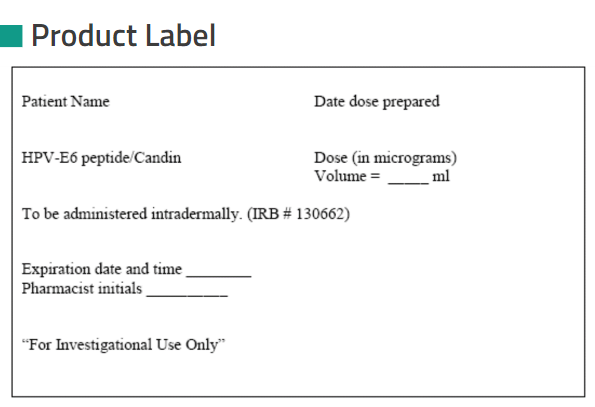 Product Label
Patient Name
Date dose prepared
HPV-E6 peptide/Candin
Dose (in micrograms)
Volume = _____ ml
To be administered intradermally. (IRB # 130662)
Expiration date and time ________
Pharmacist initials __________
“For Investigational Use Only”